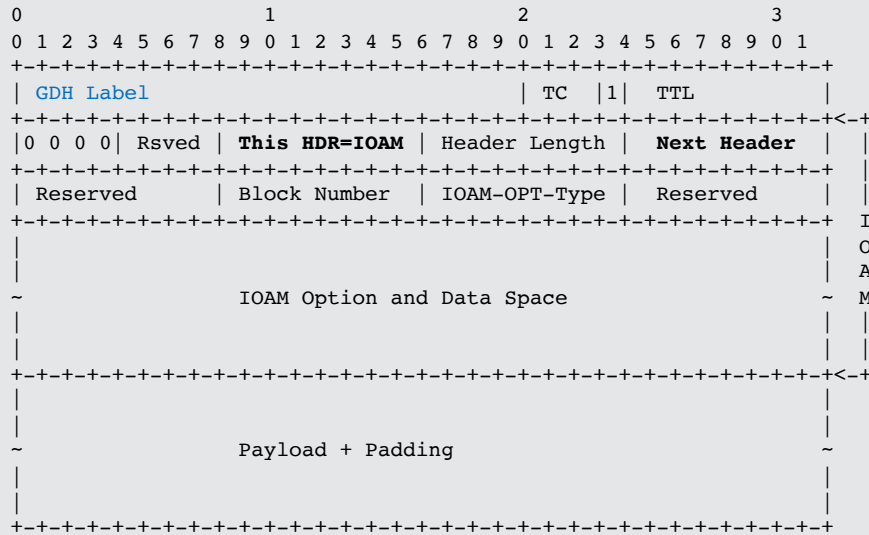 0                   1                   2                   3
0 1 2 3 4 5 6 7 8 9 0 1 2 3 4 5 6 7 8 9 0 1 2 3 4 5 6 7 8 9 0 1
+-+-+-+-+-+-+-+-+-+-+-+-+-+-+-+-+-+-+-+-+-+-+-+-+-+-+-+-+-+-+-+-+
| GDH Label                             | TC  |1|  TTL          |
+-+-+-+-+-+-+-+-+-+-+-+-+-+-+-+-+-+-+-+-+-+-+-+-+-+-+-+-+-+-+-+-+<-+
|0 0 0 0| Rsved | This HDR=IOAM | Header Length |  Next Header  |  |
+-+-+-+-+-+-+-+-+-+-+-+-+-+-+-+-+-+-+-+-+-+-+-+-+-+-+-+-+-+-+-+-+  |
| Reserved      | Block Number  | IOAM-OPT-Type |  Reserved     |  |
+-+-+-+-+-+-+-+-+-+-+-+-+-+-+-+-+-+-+-+-+-+-+-+-+-+-+-+-+-+-+-+-+  I
|                                                               |  O
|                                                               |  A
~                 IOAM Option and Data Space                    ~  M
|                                                               |  |
|                                                               |  |
+-+-+-+-+-+-+-+-+-+-+-+-+-+-+-+-+-+-+-+-+-+-+-+-+-+-+-+-+-+-+-+-+<-+
|                                                               |
|                                                               |
~                 Payload + Padding                             ~
|                                                               |
|                                                               |
+-+-+-+-+-+-+-+-+-+-+-+-+-+-+-+-+-+-+-+-+-+-+-+-+-+-+-+-+-+-+-+-+